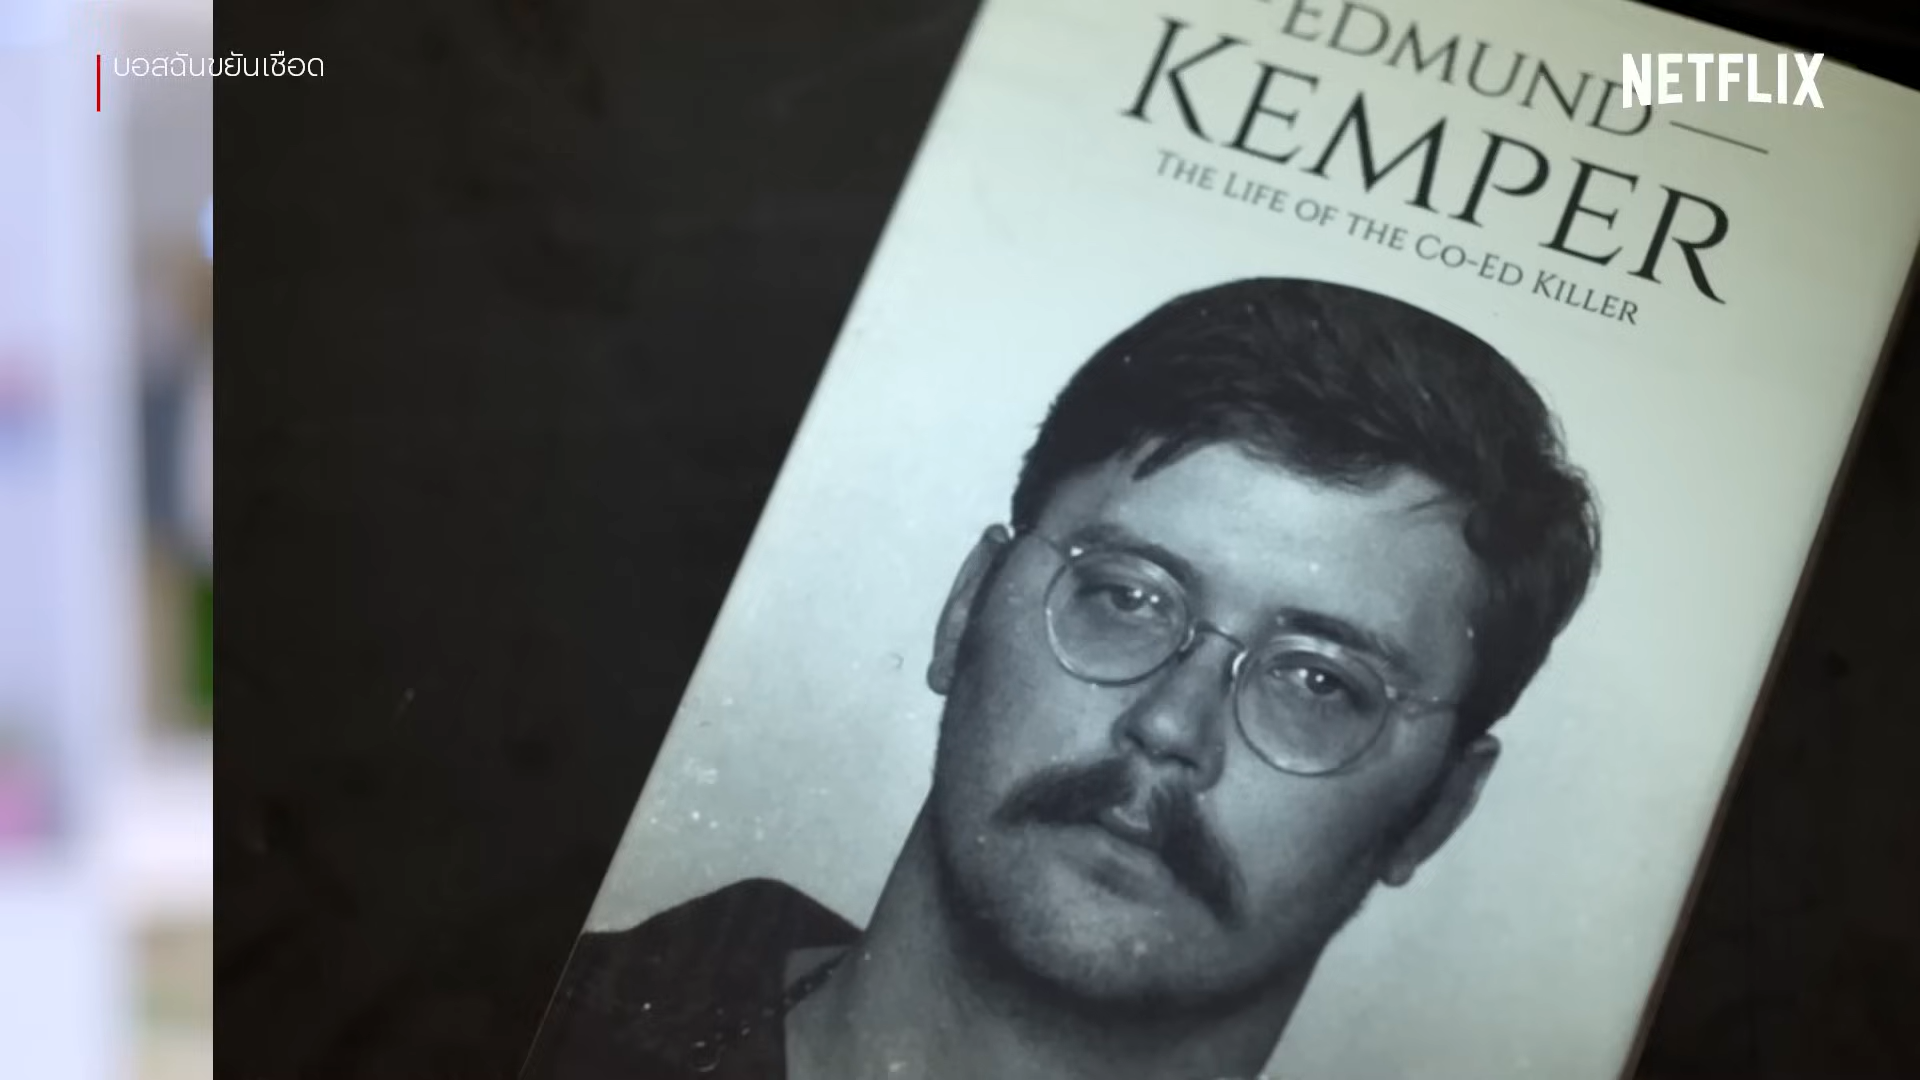 บอสฉันขยันเชือด
NETFLIX
EDMUND
KEMPER
THE LIFE OF THE CO-ED KILLER